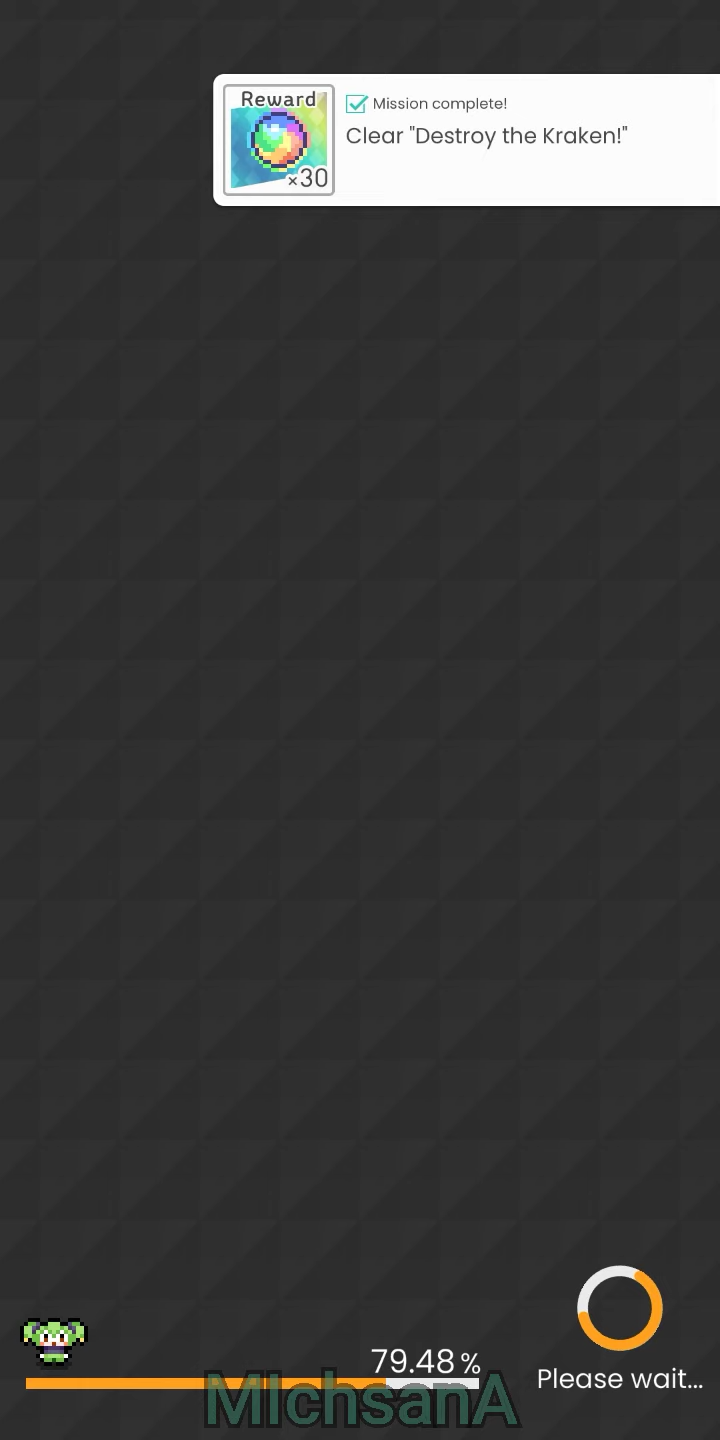 Reward
×30
Mission complete!
Clear "Destroy the Kraken!"
79.48 %
Please wait...
MIchsanA